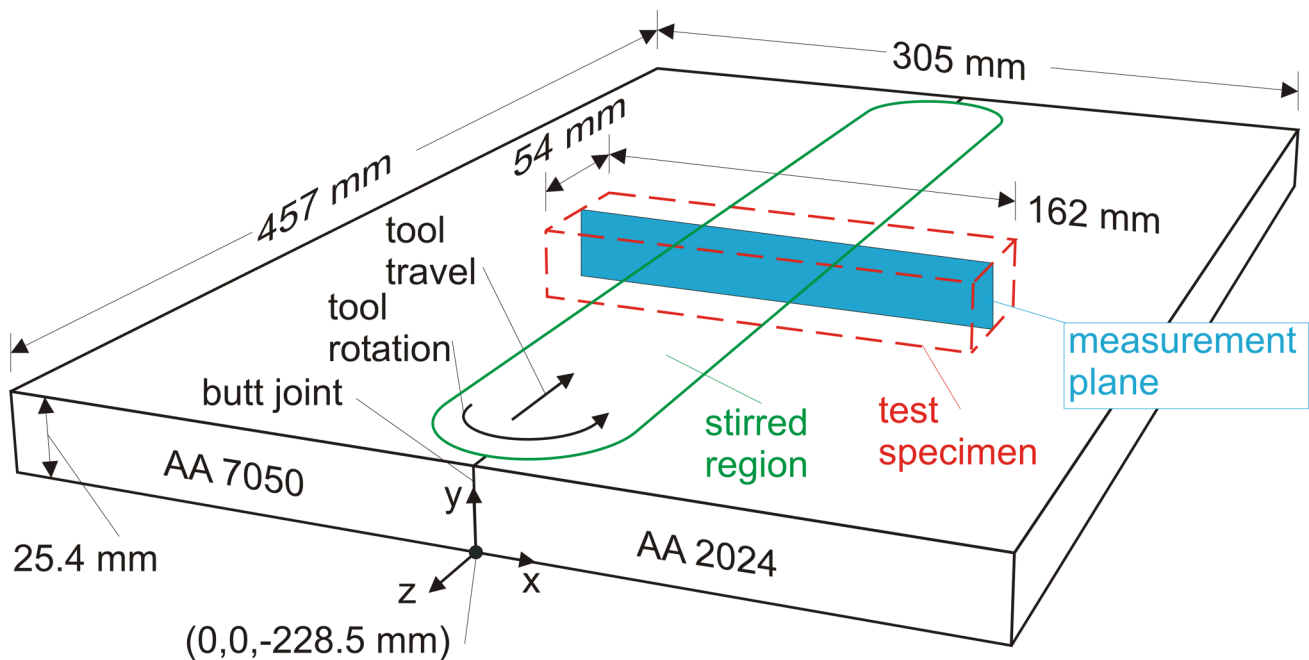 305 mm
54 mm
457 mm
162 mm
tool
travel
tool
rotation
butt joint
measurement
plane
stirred
region
test
specimen
AA 7050
y
25.4 mm
AA 2024
x
z
(0,0,-228.5 mm)